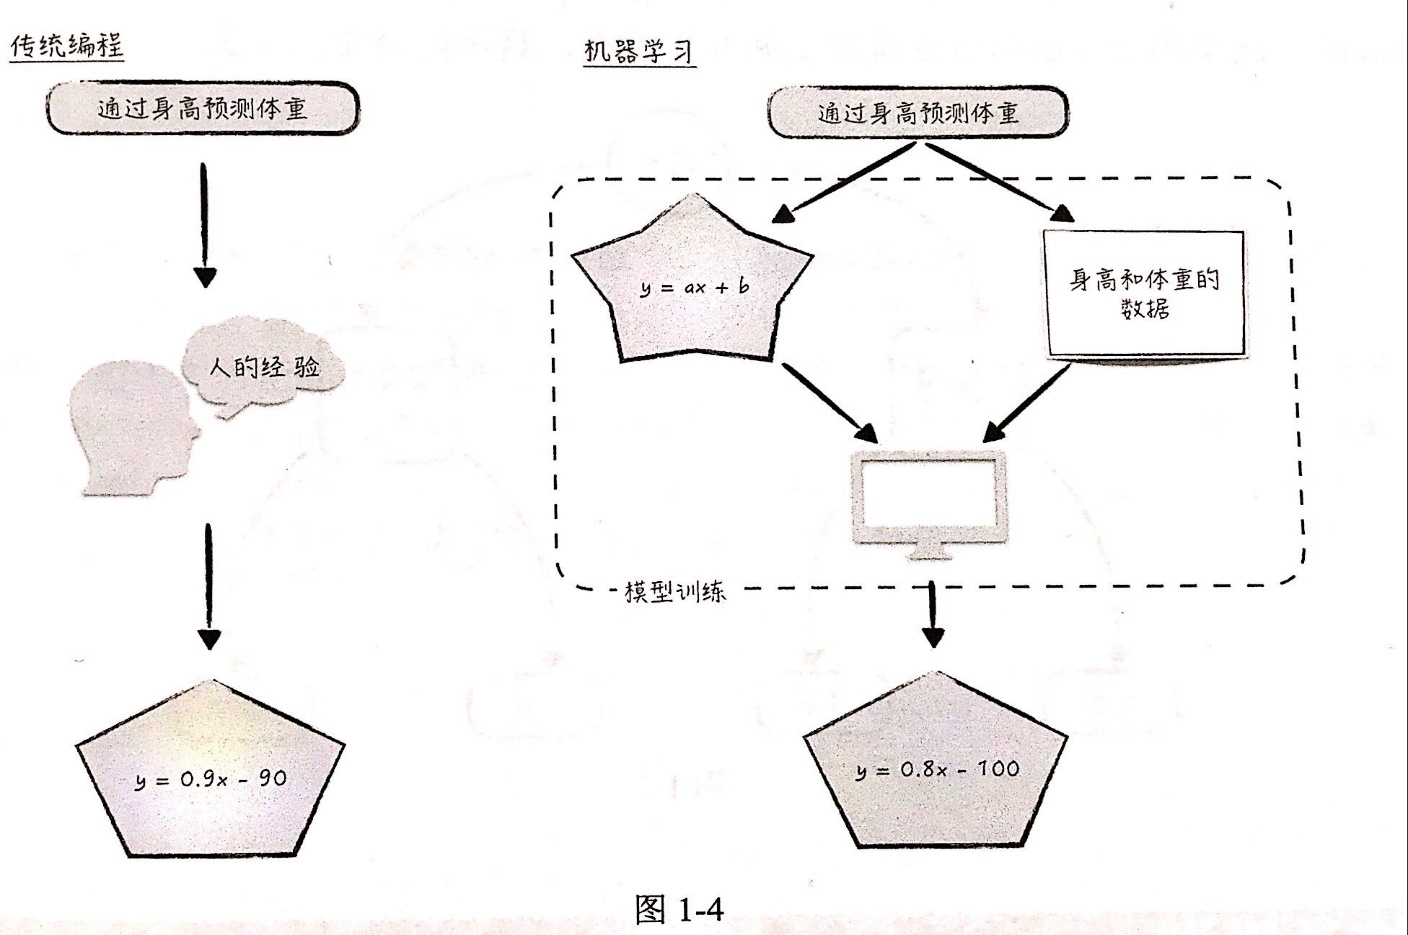 传统编程
通过身高预测体重
人的经验
y = 0.9x - 90
机器学习
通过身高预测体重
y = ax + b
身高和体重的
数据
模型训练
y = 0.8x - 100
图 1-4